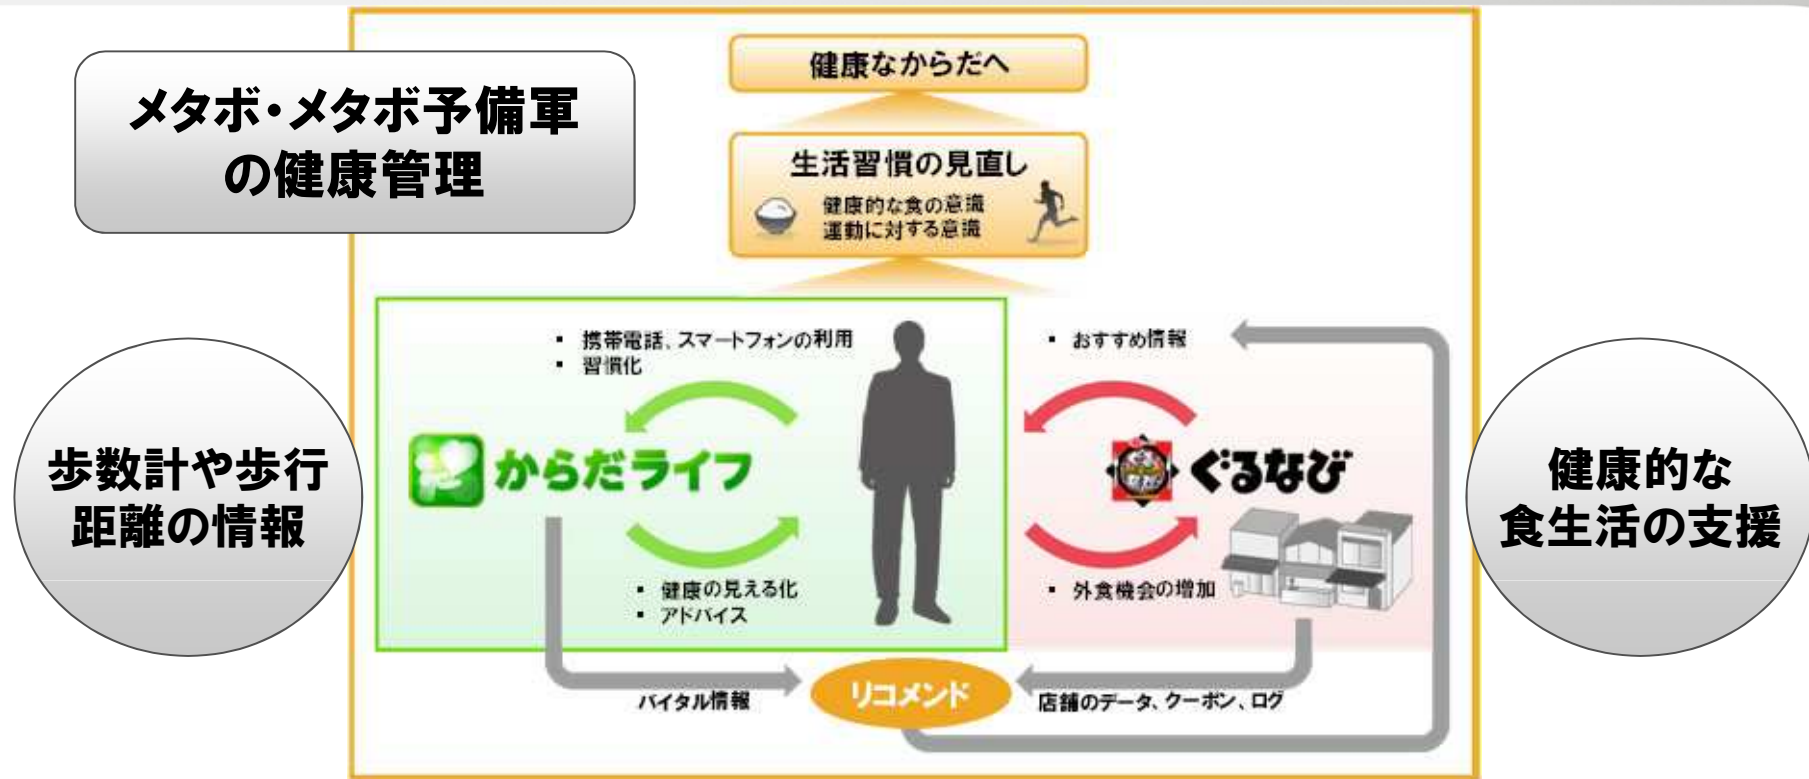 メタボ・メタボ予備軍
の健康管理
健康なからだへ
生活習慣の見直し
健康的な食の意識
運動に対する意識
▪ 携帯電話、スマートフォンの利用
▪ 習慣化
▪ おすすめ情報
歩数計や歩行
距離の情報
からだライフ
ぐるなび
健康的な
食生活の支援
▪ 健康の見える化
▪ アドバイス
▪ 外食機会の増加
バイタル情報
リコメンド
店舗のデータ、クーポン、ログ